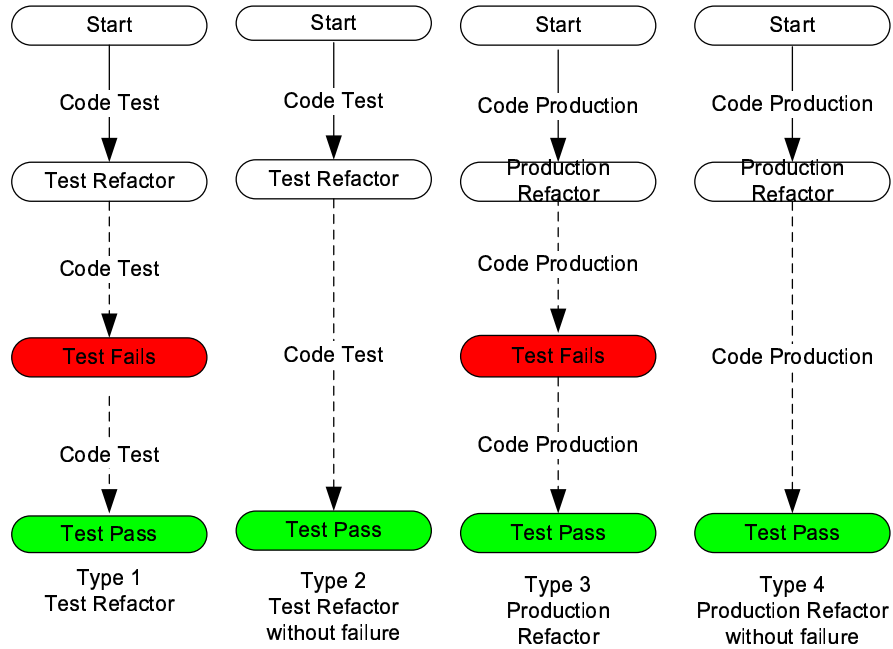 Start
Start
Start
Start
Code Test
Code Test
Code Production
Code Production
Test Refactor
Test Refactor
Production
Refactor
Production
Refactor
Code Test
Code Production
Test Fails
Code Test
Test Fails
Code Production
Code Test
Code Production
Test Pass
Test Pass
Test Pass
Test Pass
Type 1
Test Refactor
Type 2
Test Refactor
without failure
Type 3
Production
Refactor
Type 4
Production Refactor
without failure